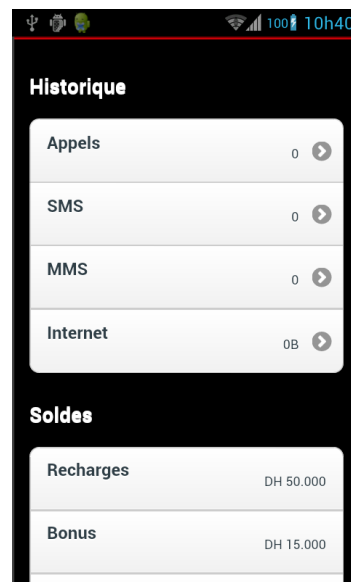 100 10h40
Historique
Appels
0
SMS
0
MMS
0
Internet
0B
Soldes
Recharges
DH 50.000
Bonus
DH 15.000